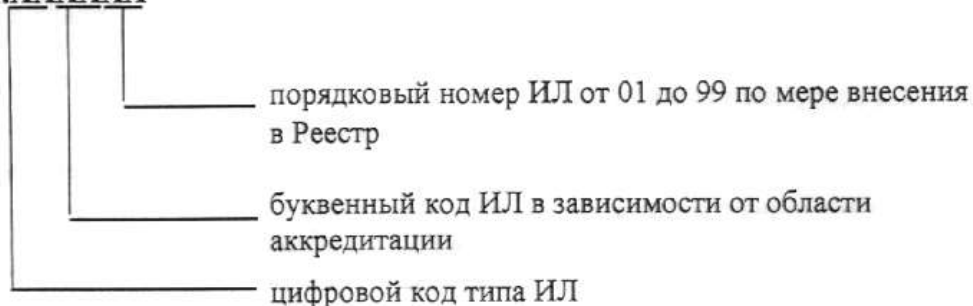 порядковый номер ИЛ от 01 до 99 по мере внесения
в Реестр
буквенный код ИЛ в зависимости от области
аккредитации
цифровой код типа ИЛ